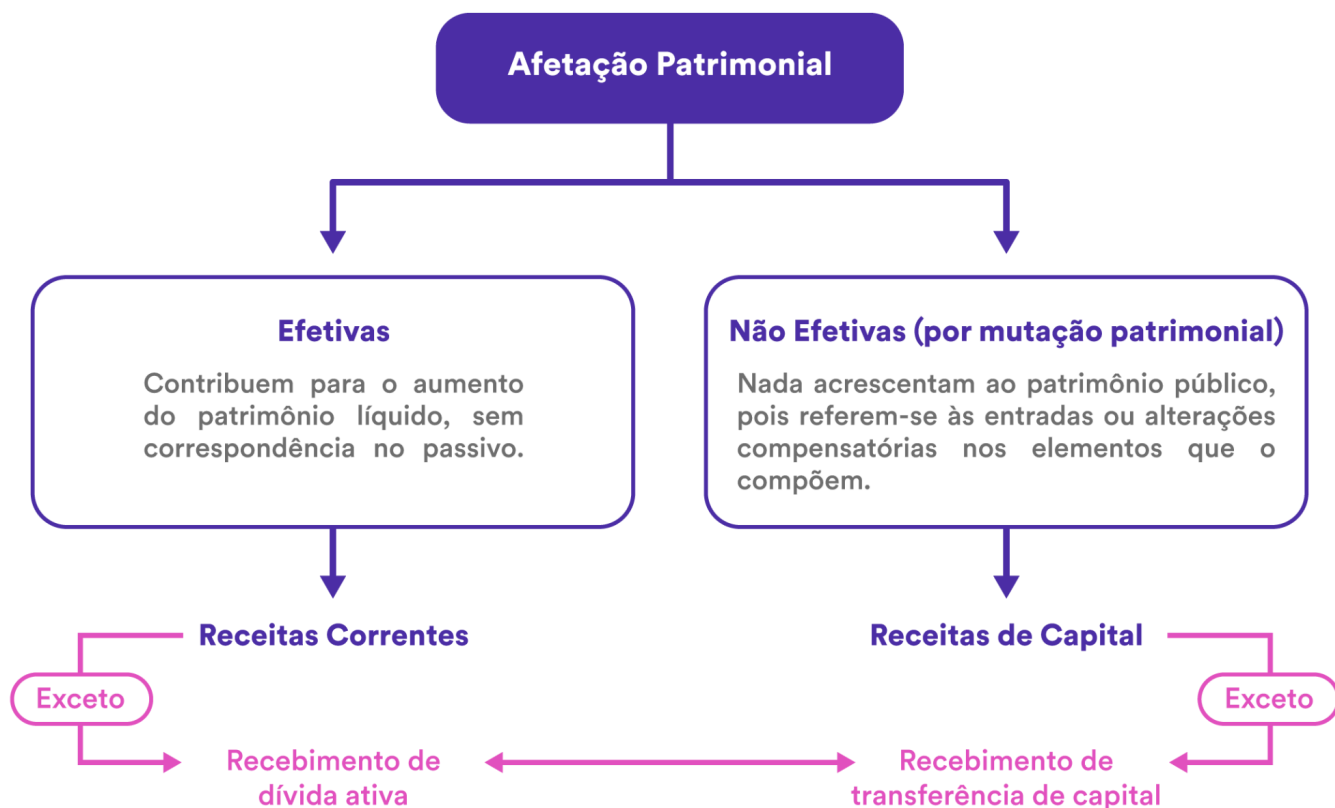 Afetação Patrimonial
Efetivas
Contribuem para o aumento
do patrimônio líquido, sem
correspondência no passivo.
Não Efetivas (por mutação patrimonial)
Nada acrescentam ao patrimônio público,
pois referem-se às entradas ou alterações
compensatórias nos elementos que o
compõem.
Receitas Correntes
Receitas de Capital
Exceto
Exceto
Recebimento de
dívida ativa
Recebimento de
transferência de capital